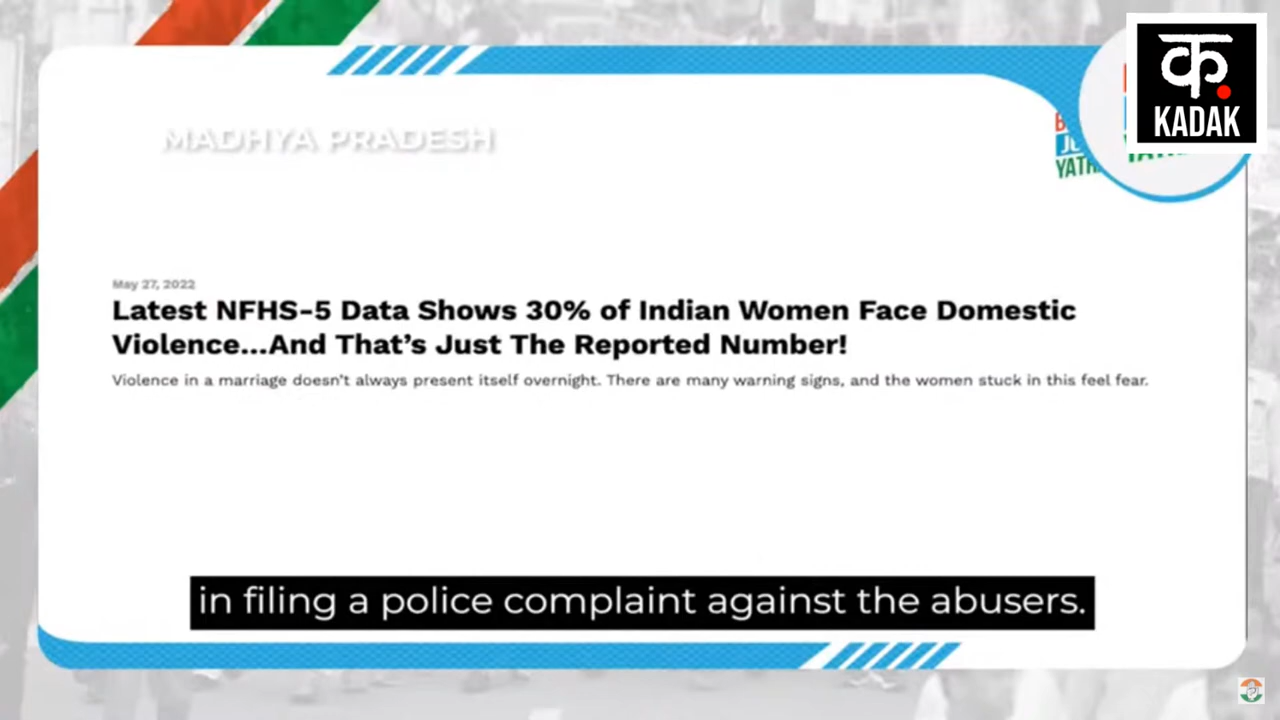 MADHYA PRADESH
क.
KADAK
YATRA
May 27, 2022
Latest NFHS-5 Data Shows 30% of Indian Women Face Domestic
Violence...And That's Just The Reported Number!
Violence in a marriage doesn't always present itself overnight. There are many warning signs, and the women stuck in this feel fear.
in filing a police complaint against the abusers.